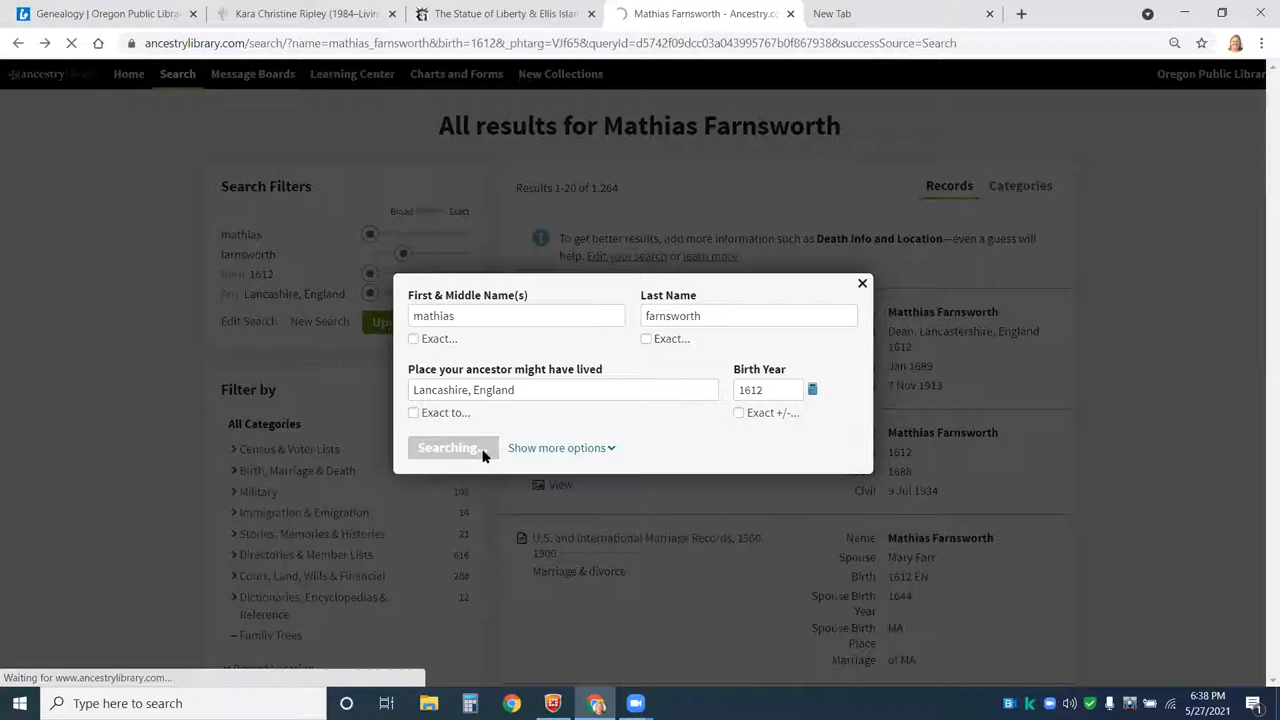 Genealogy | Oregon Public Libra
Kara Christine Ripley (1984–Livin
The Statue of Liberty & Ellis Islan
Mathias Farnsworth - Ancestry.co
New Tab
ancestrylibrary.com/search/?name=mathias_farnsworth&birth=1612&_phtarg=VJf65&queryId=d5742f09dcc03a043995767b0f867938&successSource=Search
Home Search Message Boards Learning Center Charts and Forms New Collections Oregon Public Librar
All results for Mathias Farnsworth
Search Filters
Broad Exact
mathias
farnsworth
1612
Lancashire, England
Edit Search New Search
Results 1-20 of 1,264
Records Categories
To get better results, add more information such as Death Info and Location—even a guess will
help. Edit your search or learn more.
First & Middle Name(s) Last Name
mathias farnsworth
Exact... Exact...
Place your ancestor might have lived Birth Year
Lancashire, England 1612
Exact to... Exact +/-...
Searching... Show more options
Filter by
All Categories
Census & Voter Lists
Birth, Marriage & Death
Military 108
Immigration & Emigration 14
Stories, Memories & Histories 21
Directories & Member Lists 616
Court, Land, Wills & Financial 288
Dictionaries, Encyclopedias & 12
Reference
Family Trees
Matthias Farnsworth
Dean, Lancastershire, England
1612
Jan 1689
7 Nov 1913
Matthias Farnsworth
1612
1688
Civil 9 Jul 1934
View
U.S. and International Marriage Records, 1560-
1900
Marriage & divorce
Name Mathias Farnsworth
Spouse Mary Farr
Birth 1612 EN
Spouse Birth 1644
Year
Spouse Birth MA
Place
Marriage of MA
Waiting for www.ancestrylibrary.com...
Type here to search
6:38 PM
5/27/2021